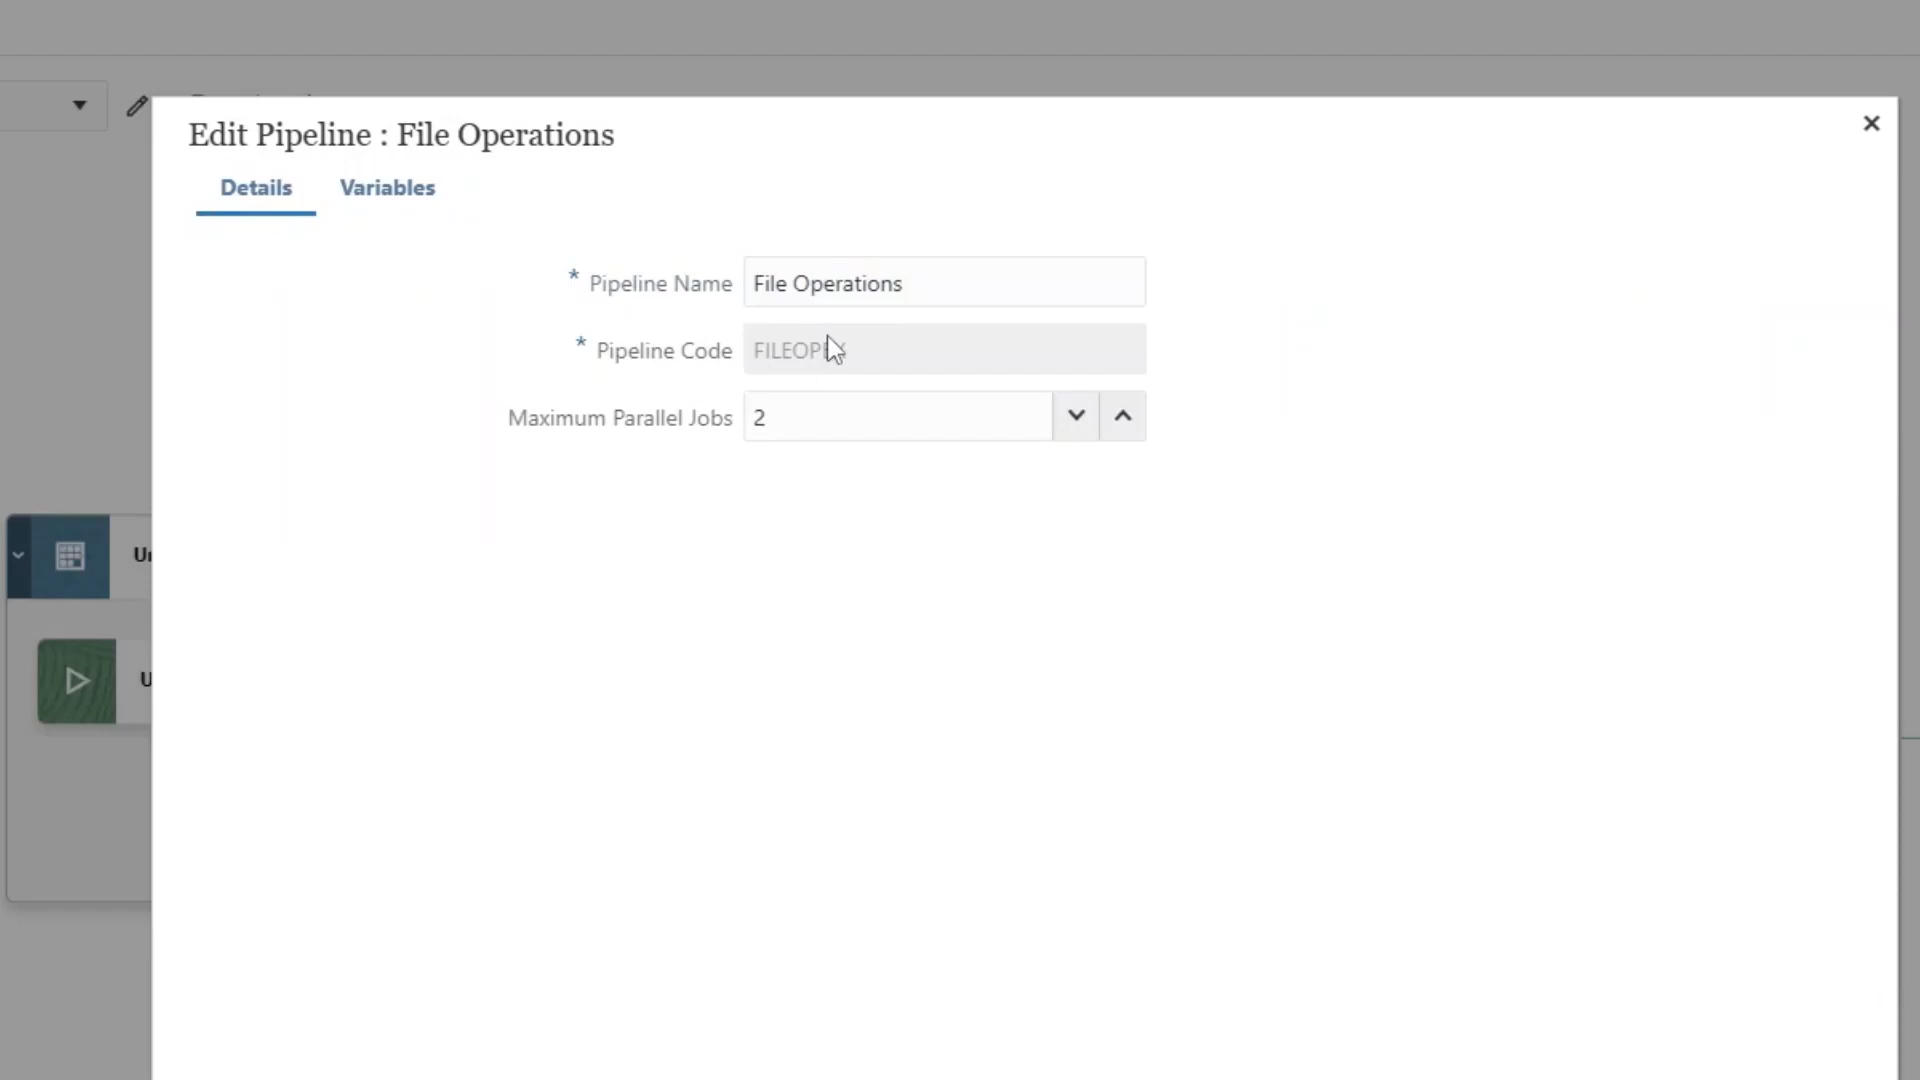 Edit Pipeline : File Operations
Details Variables
* Pipeline Name File Operations
* Pipeline Code
Maximum Parallel Jobs 2